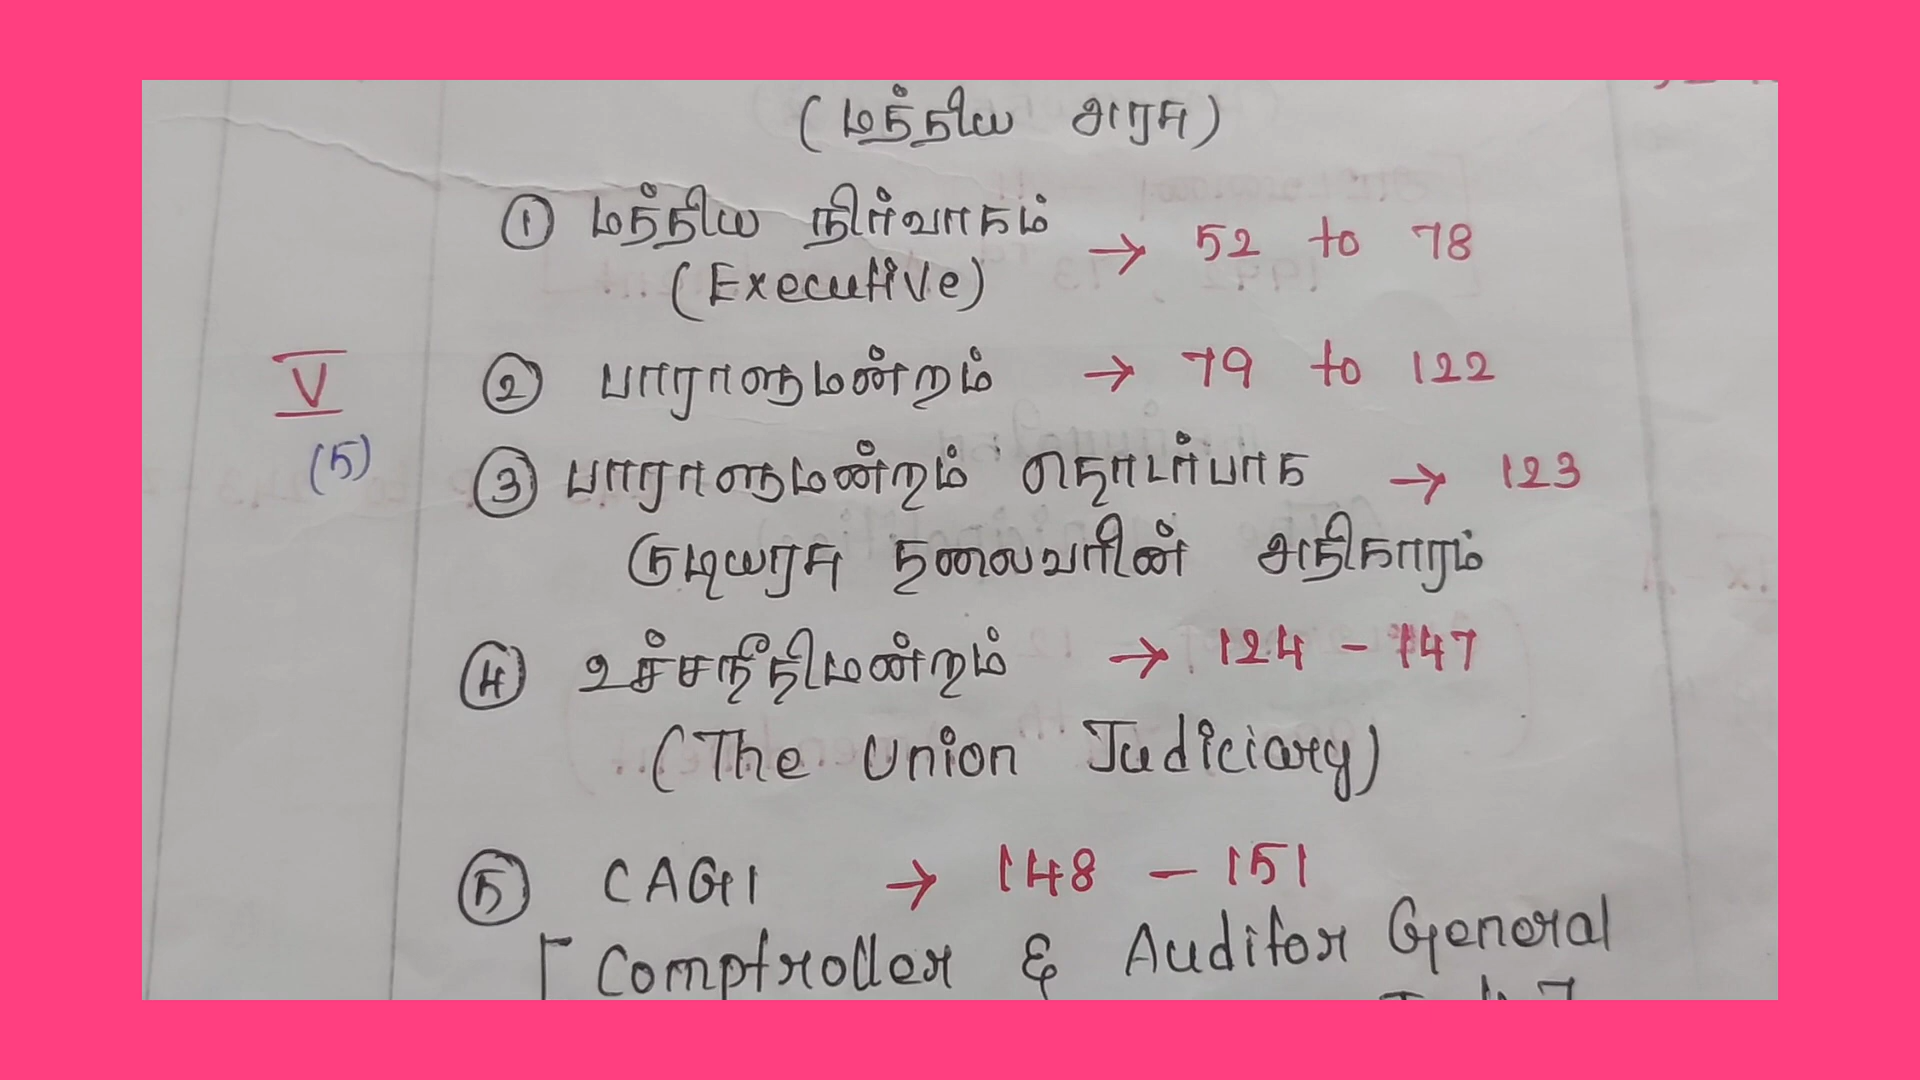 (மத்திய அரசு)
① மத்திய நிர்வாகம்
(Executive) → 52 to 78
V
(5)
② பாராளுமன்றம் → 79 to 122
③ பாராளுமன்றம் தொடர்பாக → 123
குடியரசு தலைவரின் அதிகாரம்
④ உச்சநீதிமன்றம் → 124 - 147
(The Union Judiciary)
⑤ CAG → 148 - 151
[Comptroller & Auditor General